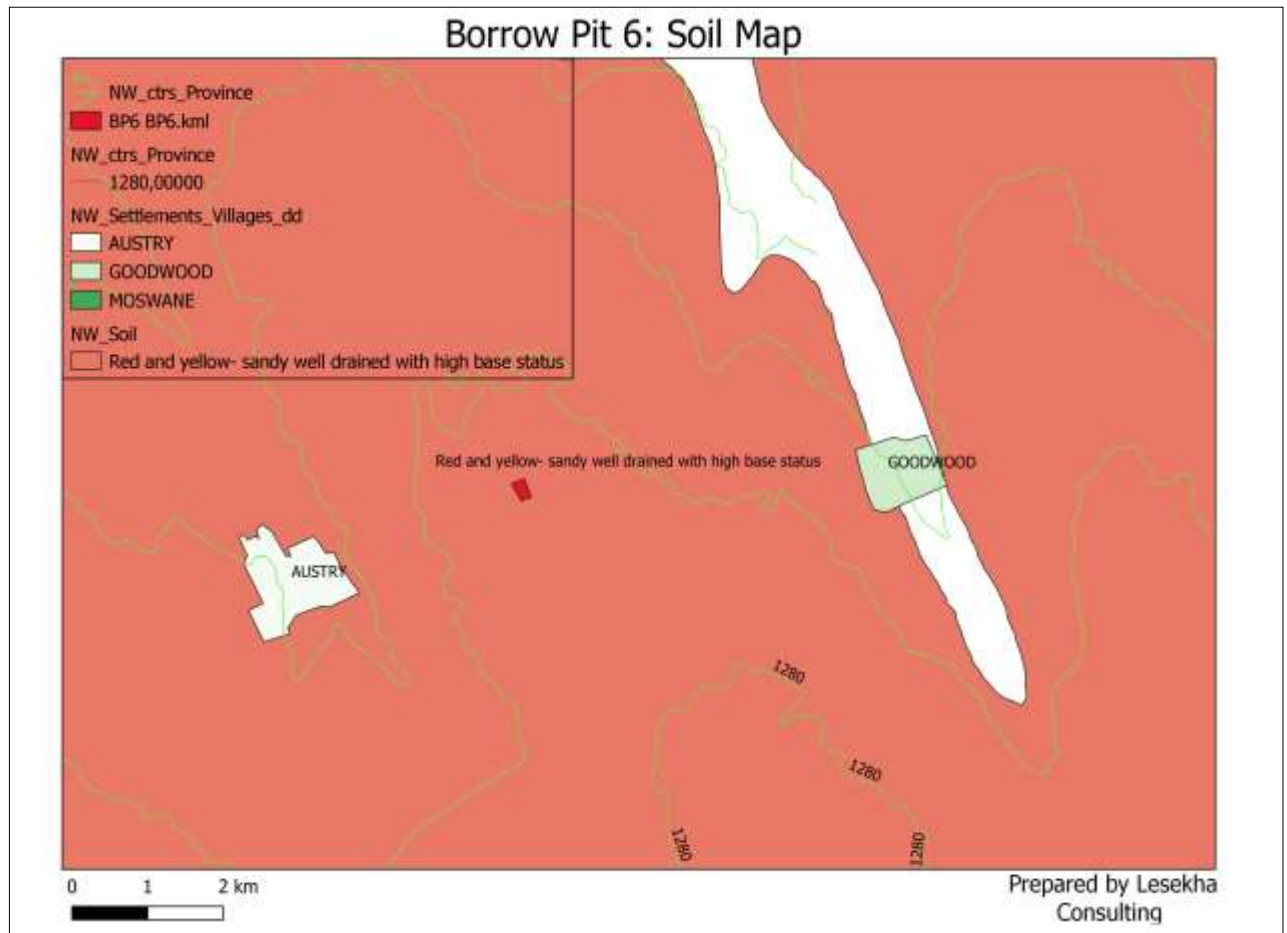 Borrow Pit 6: Soil Map
NW_ctrs_Province
BP6 BP6.kml
NW_ctrs_Province
1280,00000
NW_Settlements_Villages_dd
AUSTRY
GOODWOOD
MOSWANE
NW_Soil
Red and yellow- sandy well drained with high base status
Red and yellow- sandy well drained with high base status
GOODWOOD
AUSTRY
1280
1280
1280
1280
0 1 2 km
Prepared by Lesekha
Consulting